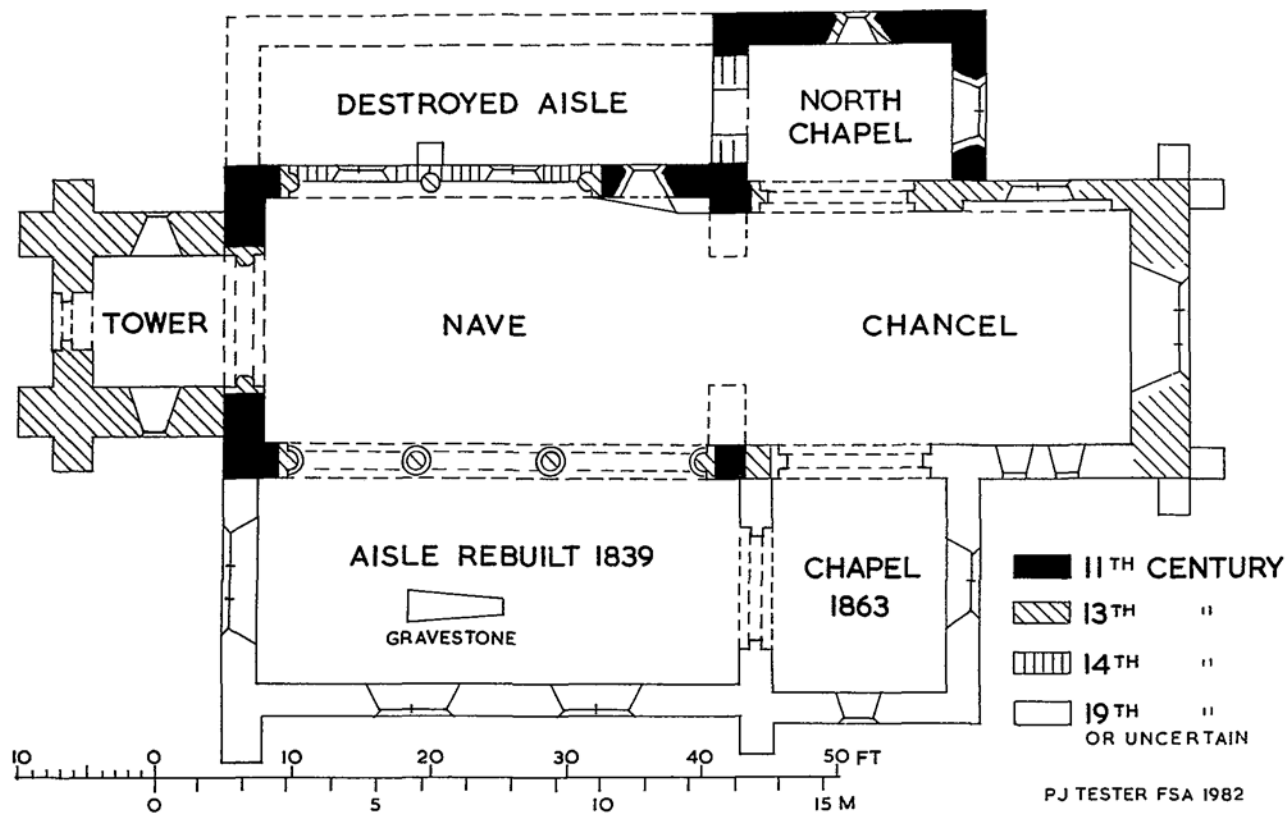 DESTROYED AISLE
NORTH
CHAPEL
TOWER
NAVE
CHANCEL
AISLE REBUILT 1839
GRAVESTONE
CHAPEL
1863
11TH CENTURY
13TH "
14TH "
19TH "
OR UNCERTAIN
10 0 10 20 30 40 50 FT
0 5 10 15 M
PJ TESTER FSA 1982